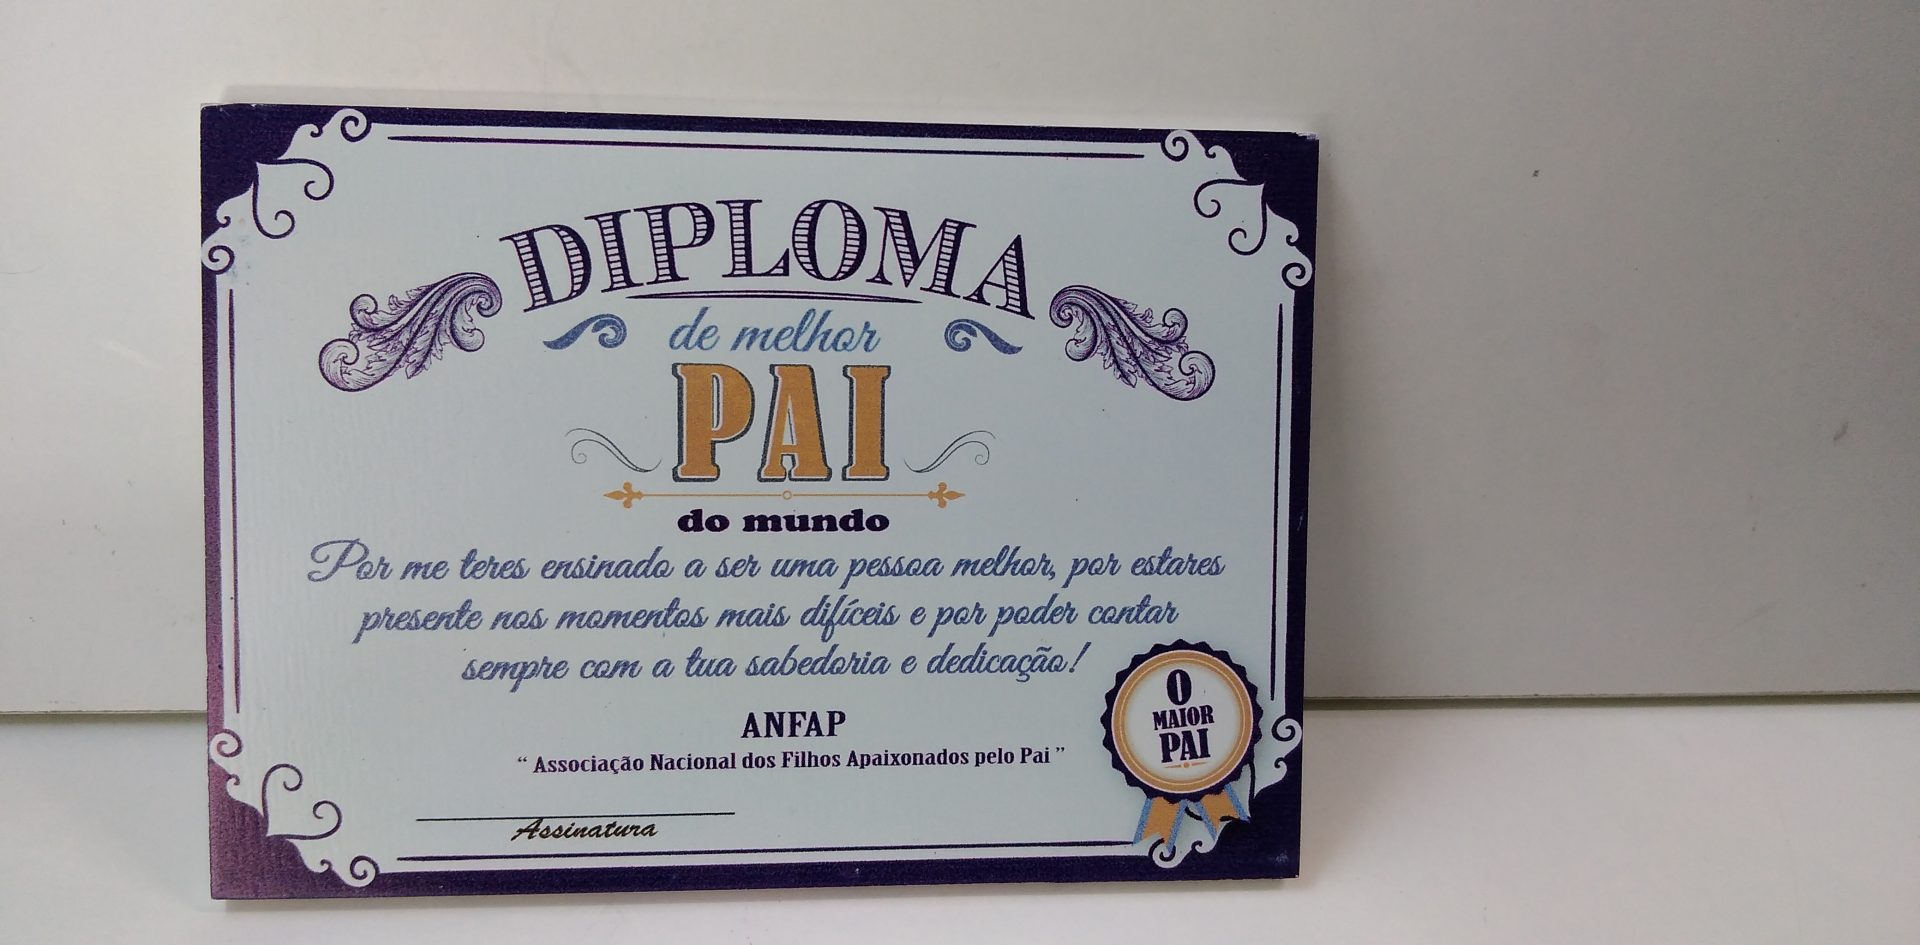 DIPLOMA
de melhor
PAI
do mundo
Por me teres ensinado a ser uma pessoa melhor, por estares
presente nos momentos mais difíceis e por poder contar
sempre com a tua sabedoria e dedicação!
ANFAP
“ Associação Nacional dos Filhos Apaixonados pelo Pai ”
Assinatura
O
MAIOR
PAI